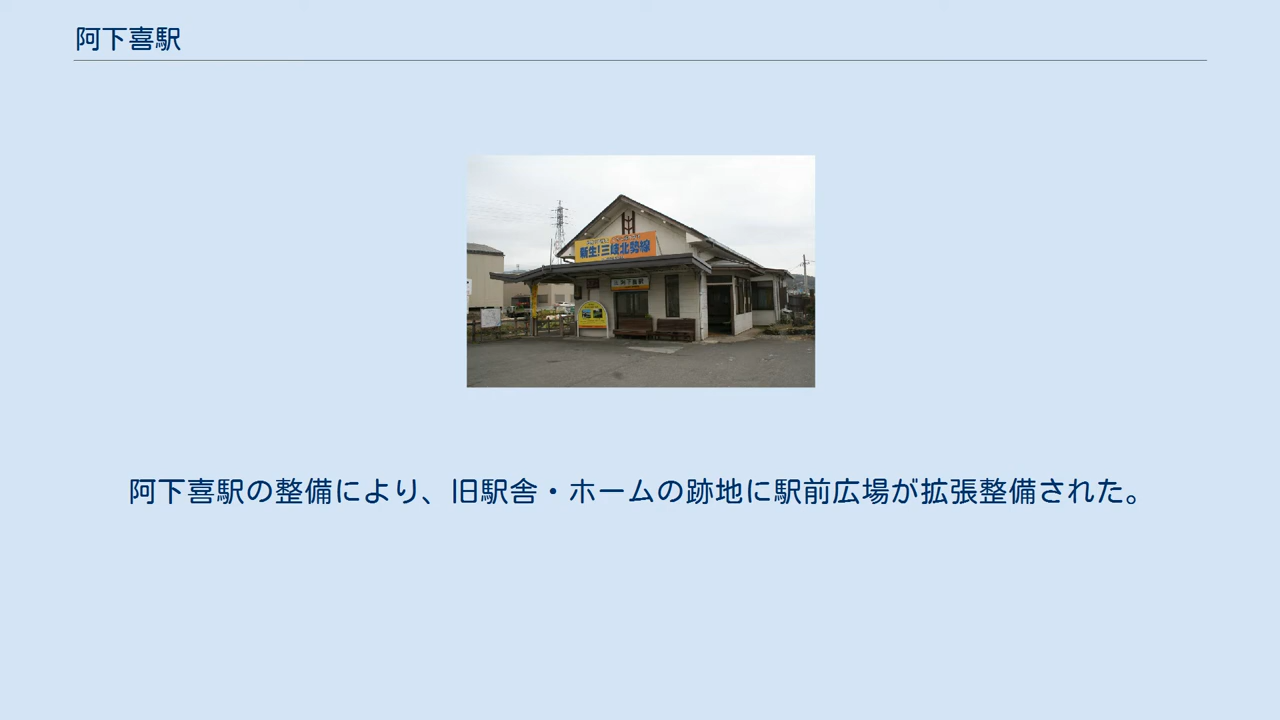 阿下喜駅
新生!三岐北勢線
阿下喜駅
阿下喜駅の整備により、旧駅舎・ホームの跡地に駅前広場が拡張整備された。